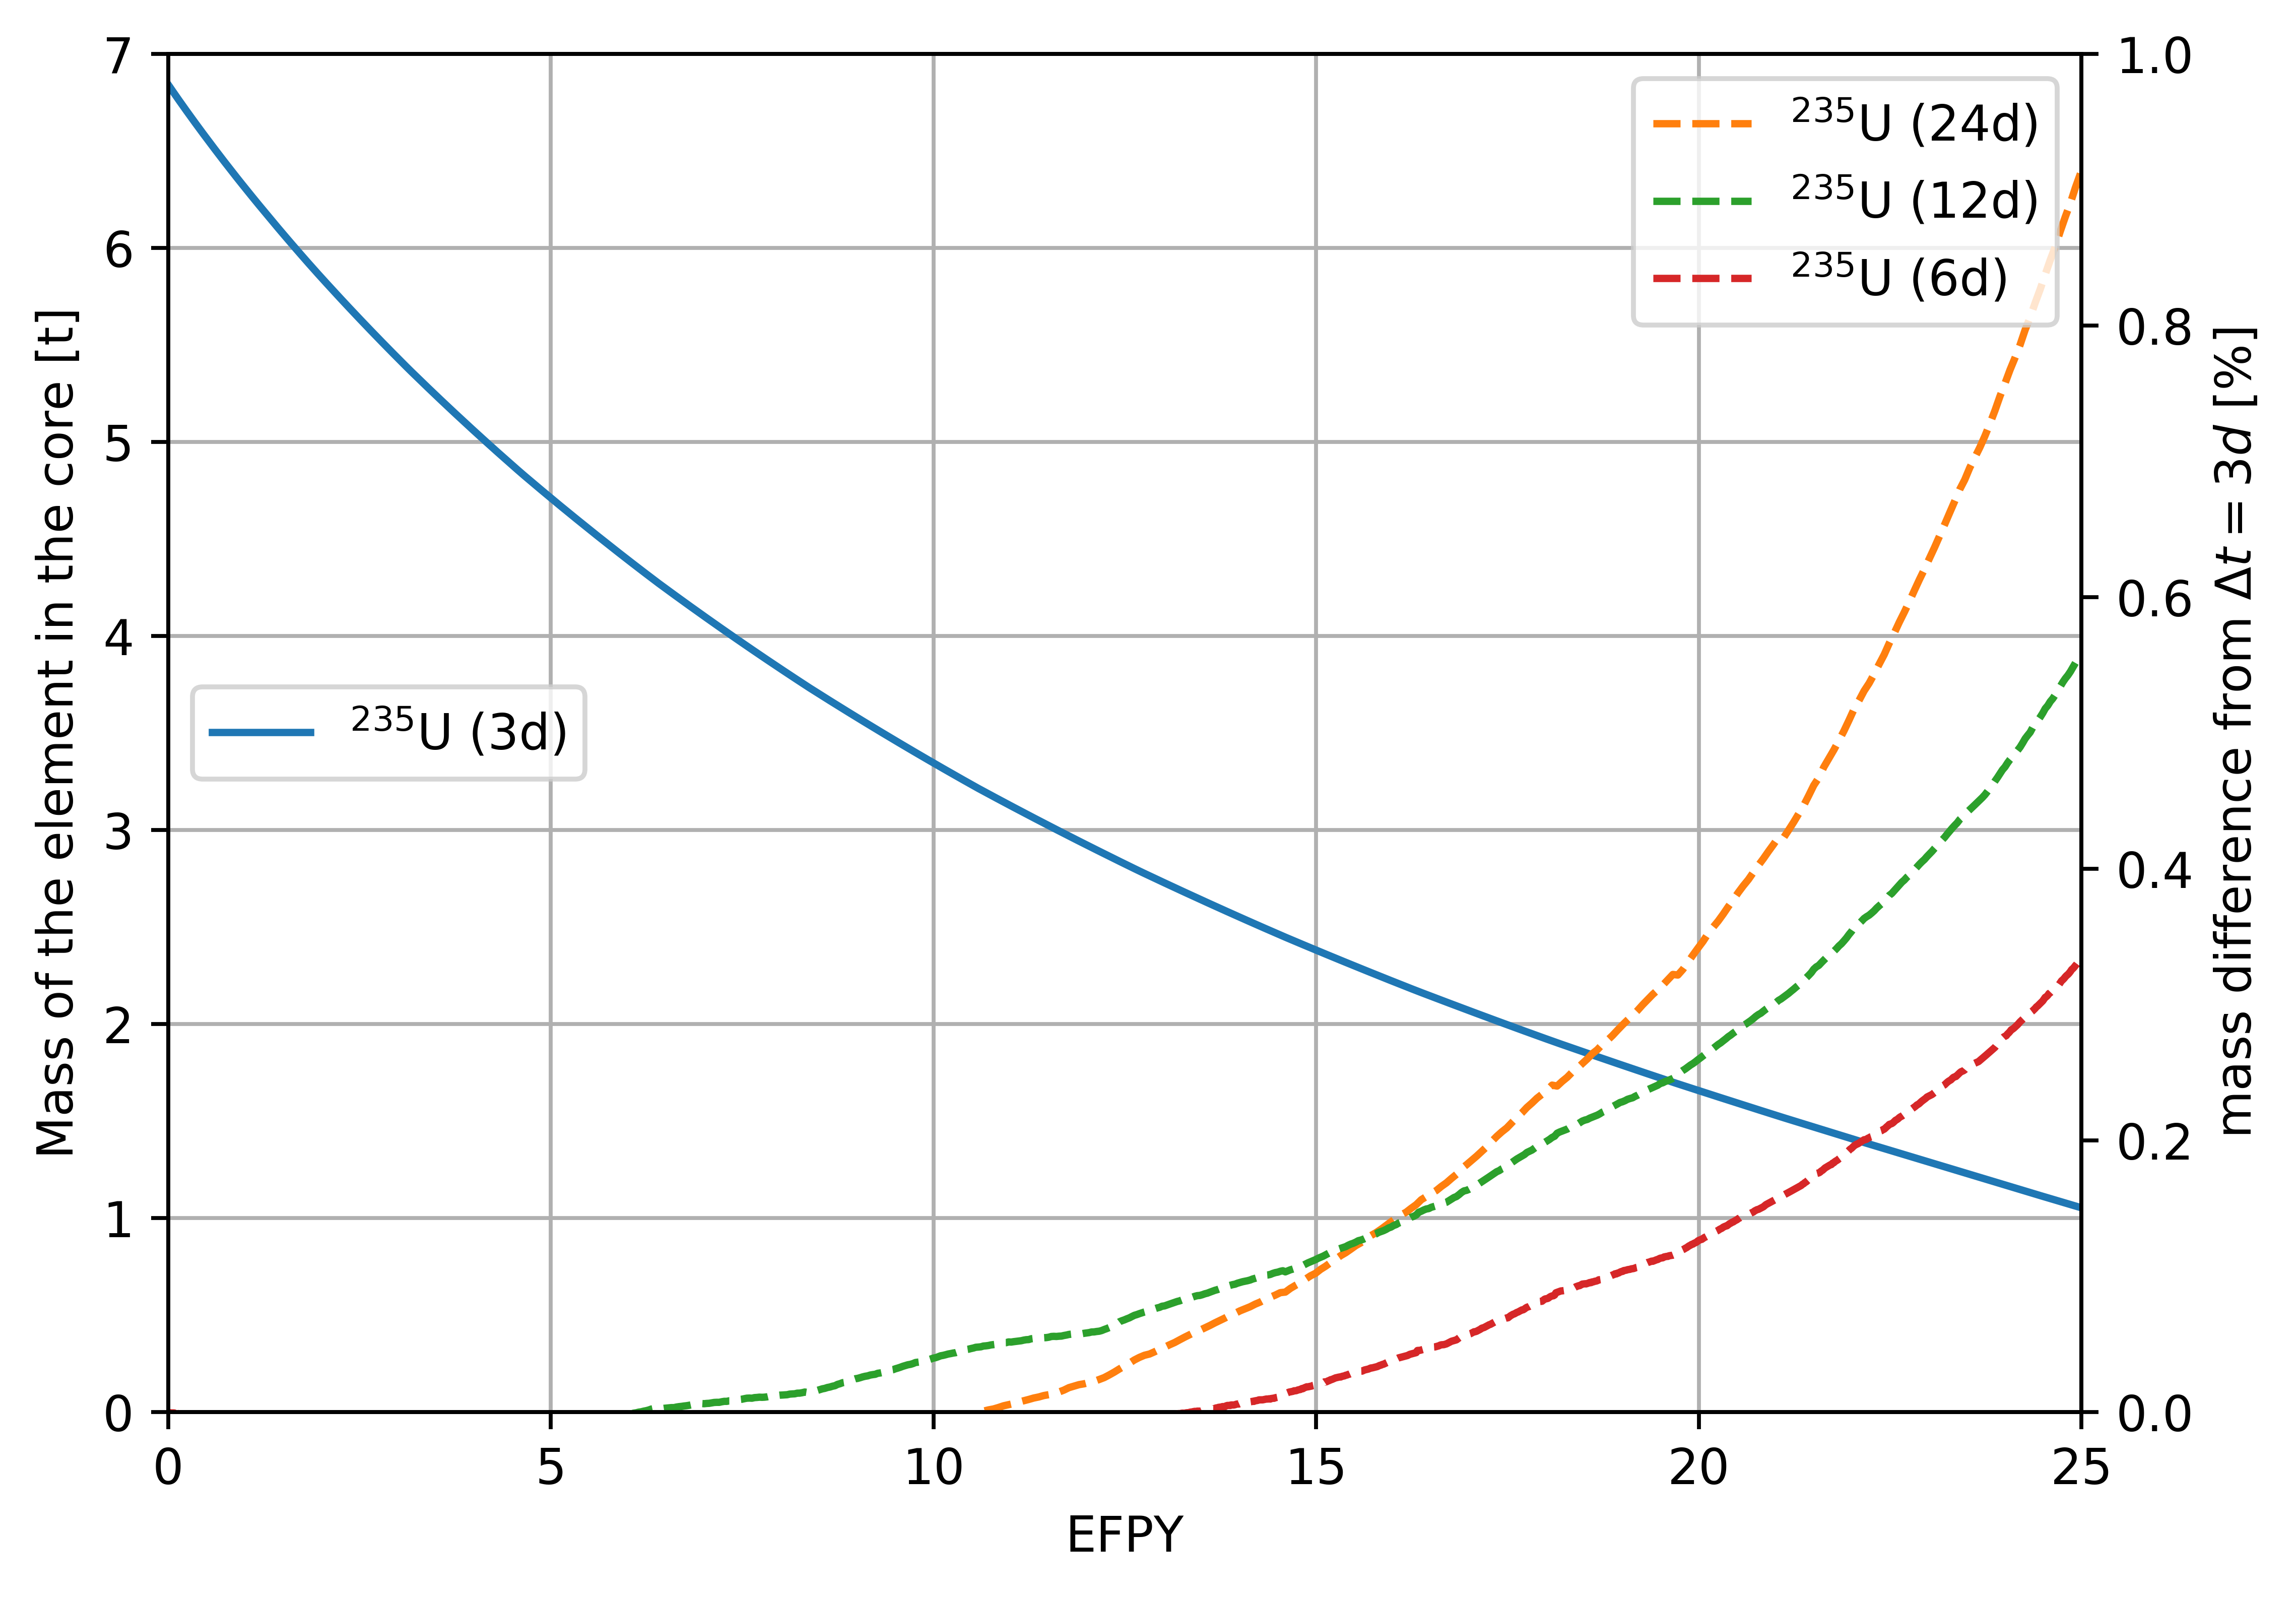 7
6
5
4
3
2
1
0
Mass of the element in the core [t]
²³⁵U (3d)
²³⁵U (24d)
²³⁵U (12d)
²³⁵U (6d)
1.0
0.8
0.6
0.4
0.2
0.0
mass difference from Δt = 3d [%]
0 5 10 15 20 25
EFPY